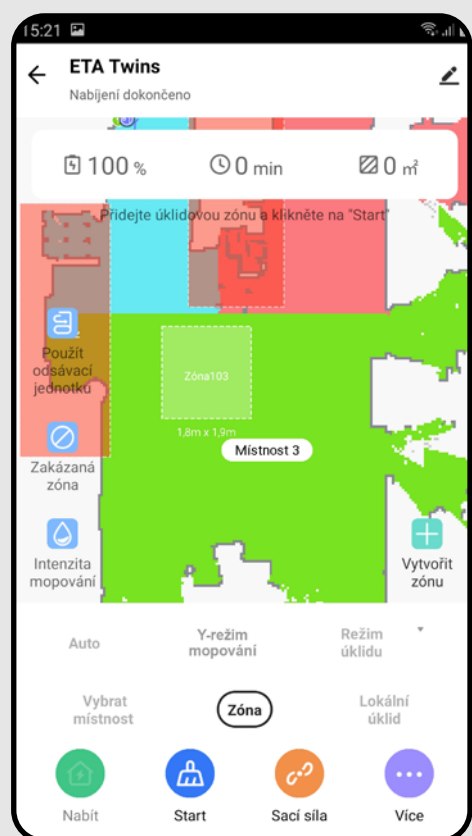 15:21
ETA Twins
Nabíjení dokončeno
100 %
0 min
0 ㎡
Přidejte úklidovou zónu a klikněte na "Start"
Použít
odsávací
jednotku
Zóna103
1,8m x 1,9m
Místnost 3
Zakázaná
zóna
Intenzita
mopování
Vytvořit
zónu
Auto
Y-režim
mopování
Režim
úklidu
Vybrat
místnost
Zóna
Lokální
úklid
Nabít
Start
Sací síla
Více